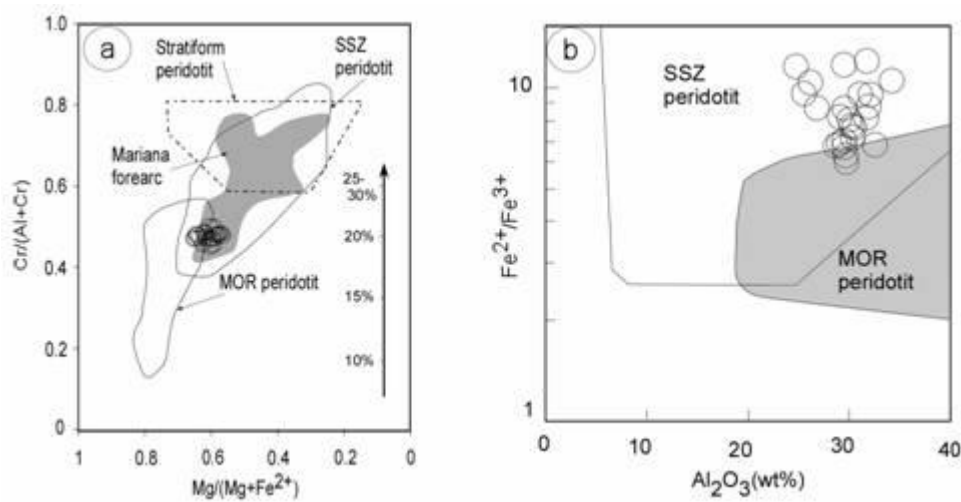 a
Stratiform
peridotit
SSZ
peridotit
Mariana
forearc
MOR peridotit
25-
30%
20%
15%
10%
1.0
0.8
0.6
0.4
0.2
0
Cr/(Al+Cr)
1 0.8 0.6 0.4 0.2 0
Mg/(Mg+Fe²⁺)
b
SSZ
peridotit
MOR
peridotit
10
1
Fe²⁺/Fe³⁺
0 10 20 30 40
Al₂O₃(wt%)